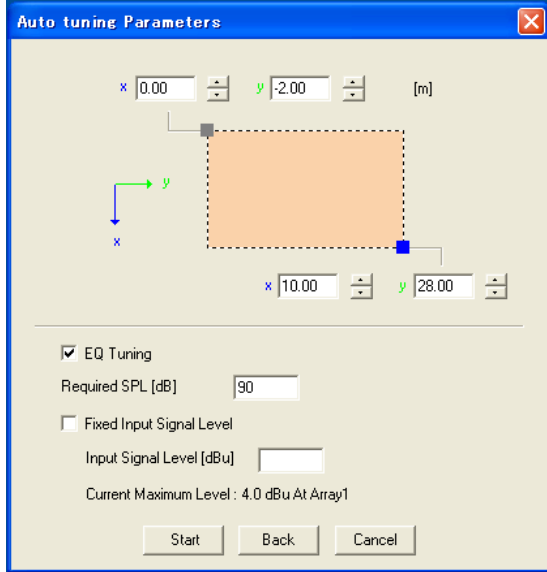 Auto tuning Parameters
x 0.00 y -2.00 [m]
y
x
x 10.00 y 28.00
EQ Tuning
Required SPL [dB] 90
Fixed Input Signal Level
Input Signal Level [dBu]
Current Maximum Level : 4.0 dBu At Array1
Start Back Cancel